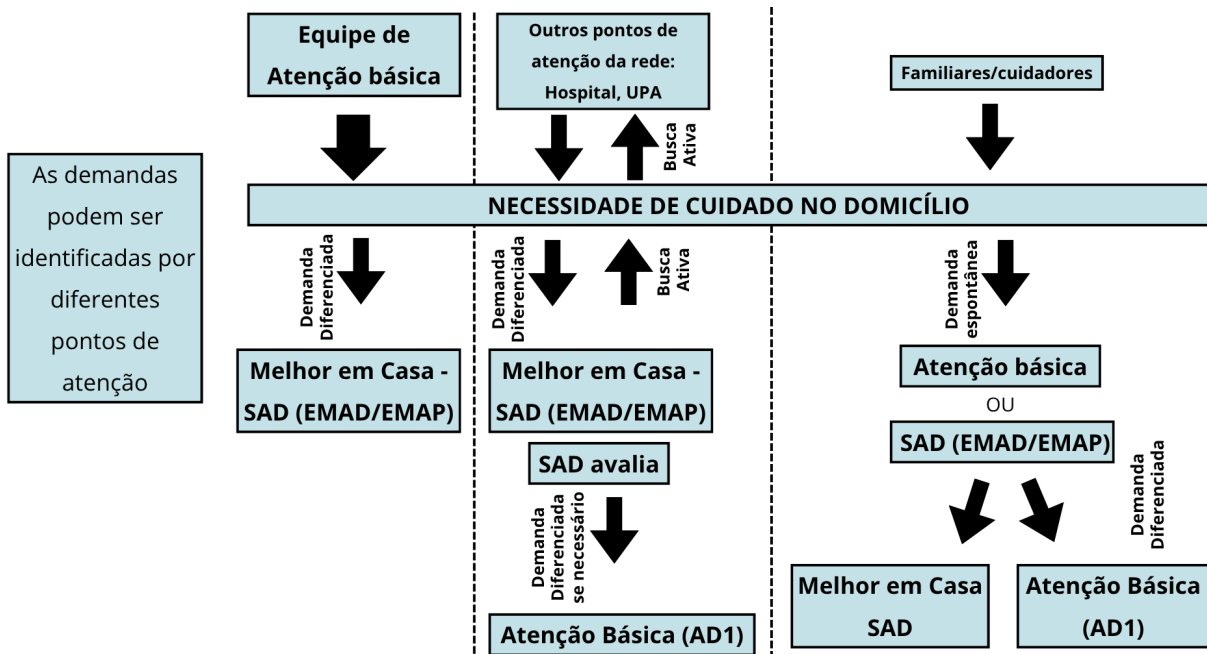 As demandas
podem ser
identificadas por
diferentes
pontos de
atenção
Equipe de
Atenção básica
Outros pontos de
atenção da rede:
Hospital, UPA
Busca
Ativa
Familiares/cuidadores
NECESSIDADE DE CUIDADO NO DOMICÍLIO
Demanda
Diferenciada
Melhor em Casa -
SAD (EMAD/EMAP)
Demanda
Diferenciada
Busca
Ativa
Melhor em Casa -
SAD (EMAD/EMAP)
SAD avalia
Demanda
Diferenciada
se necessário
Atenção Básica (AD1)
Demanda
espontânea
Atenção básica
OU
SAD (EMAD/EMAP)
Demanda
Diferenciada
Melhor em Casa
SAD
Atenção Básica
(AD1)